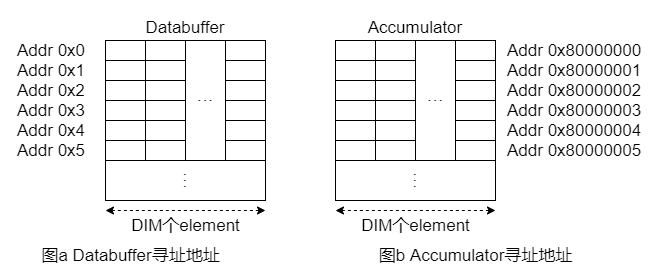 Databuffer
Accumulator
Addr 0x0
Addr 0x1
Addr 0x2
Addr 0x3
Addr 0x4
Addr 0x5
...
⋮
...
⋮
Addr 0x80000000
Addr 0x80000001
Addr 0x80000002
Addr 0x80000003
Addr 0x80000004
Addr 0x80000005
DIM个element
DIM个element
图a Databuffer寻址地址
图b Accumulator寻址地址